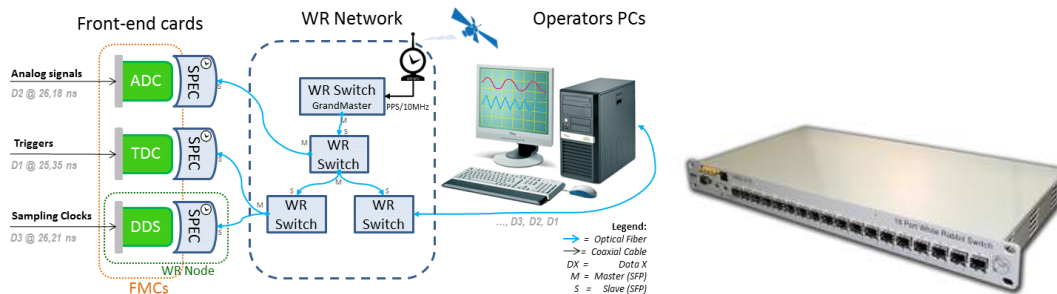 Front-end cards
WR Network
Operators PCs
Analog signals
D2 @ 26,18 ns
ADC
SPEC
S
Triggers
D1 @ 25,35 ns
TDC
SPEC
Sampling Clocks
D3 @ 26,21 ns
DDS
SPEC
S
WR Node
FMCs
WR Switch
GrandMaster
PPS/10MHz
M
S
M
WR
Switch
M
S
S
M
WR
Switch
WR
Switch
..., D3, D2, D1
Legend:
= Optical Fiber
= Coaxial Cable
DX = Data X
M = Master (SFP)
S = Slave (SFP)
18 Port White Rabbit Switch